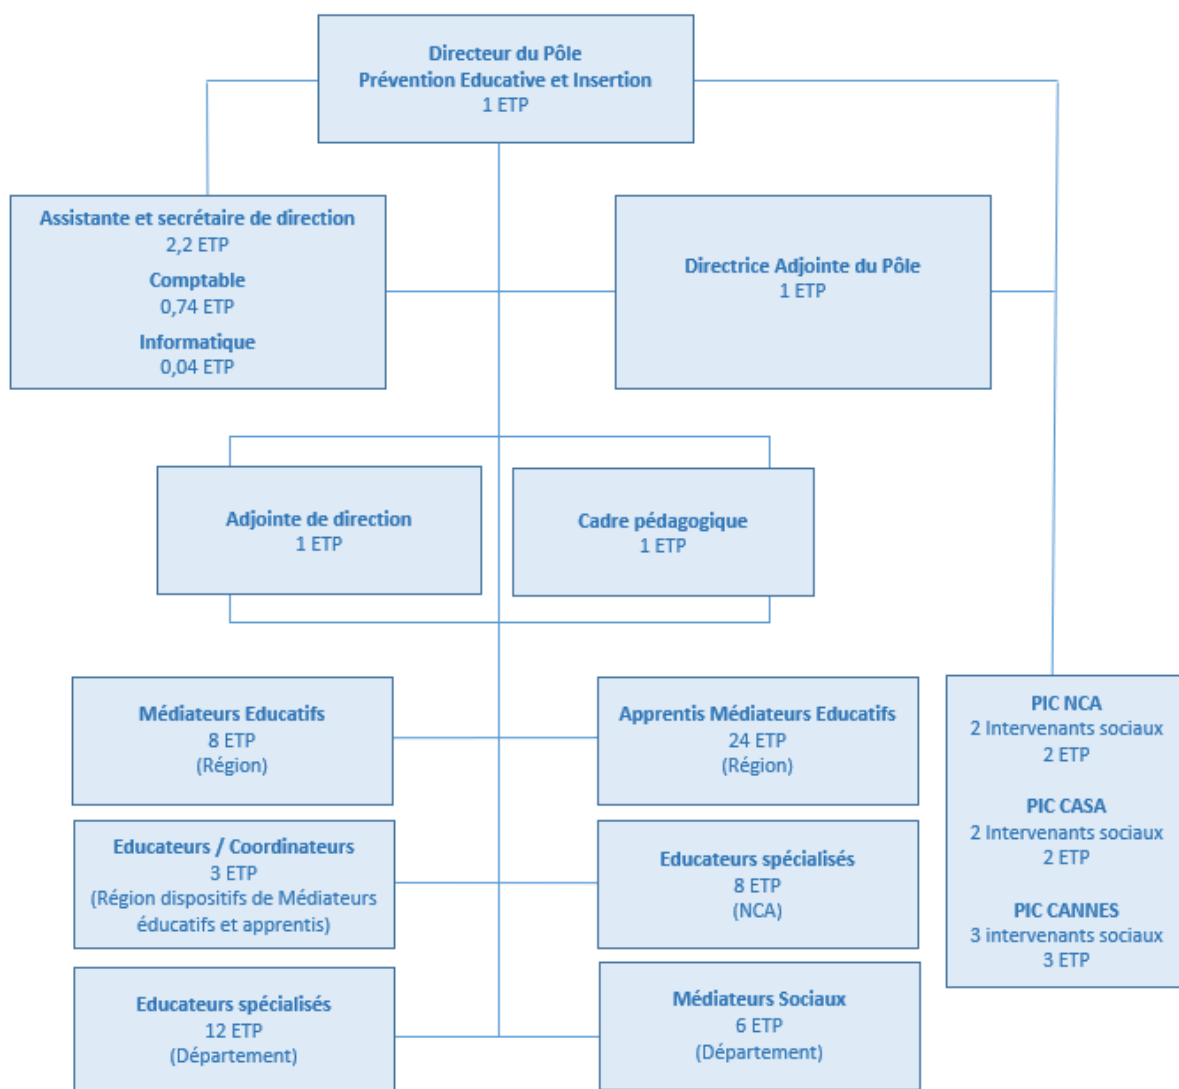 Directeur du Pôle
Prévention Educative et Insertion
1 ETP
Assistante et secrétaire de direction
2,2 ETP
Comptable
0,74 ETP
Informatique
0,04 ETP
Directrice Adjointe du Pôle
1 ETP
Adjointe de direction
1 ETP
Cadre pédagogique
1 ETP
Médiateurs Educatifs
8 ETP
(Région)
Apprentis Médiateurs Educatifs
24 ETP
(Région)
Educateurs / Coordinateurs
3 ETP
(Région dispositifs de Médiateurs
éducatifs et apprentis)
Educateurs spécialisés
8 ETP
(NCA)
Educateurs spécialisés
12 ETP
(Département)
Médiateurs Sociaux
6 ETP
(Département)
PIC NCA
2 Intervenants sociaux
2 ETP
PIC CASA
2 Intervenants sociaux
2 ETP
PIC CANNES
3 intervenants sociaux
3 ETP